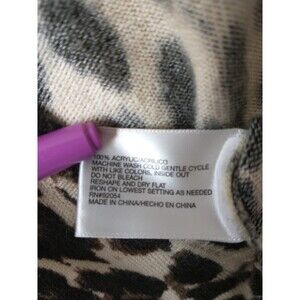 100% ACRYLIC/ACRILICO
MACHINE WASH COLD GENTLE CYCLE
WITH LIKE COLORS, INSIDE OUT
DO NOT BLEACH
RESHAPE AND DRY FLAT
IRON ON LOWEST SETTING AS NEEDED
RN#92054
MADE IN CHINA/HECHO EN CHINA